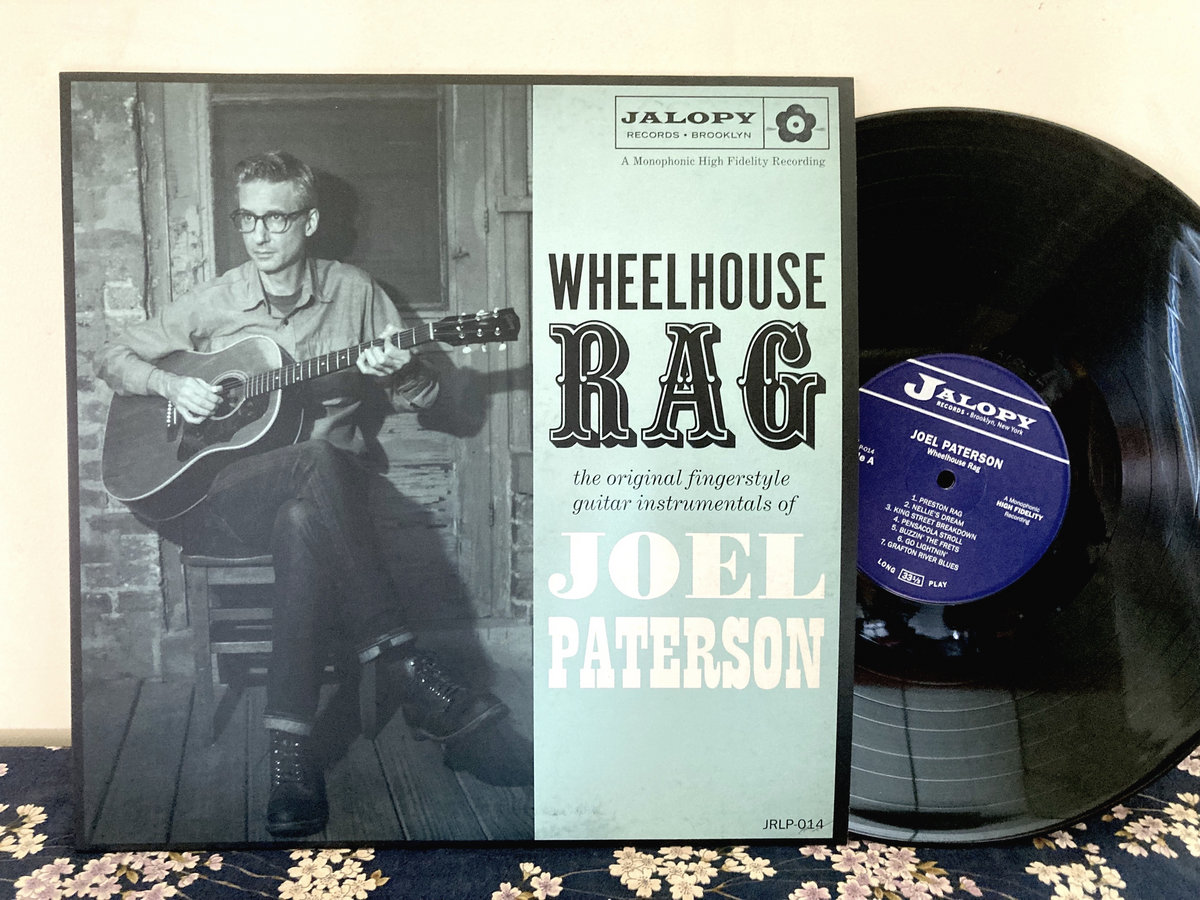 JALOPY
RECORDS • BROOKLYN
A Monophonic High Fidelity Recording
WHEELHOUSE
RAG
the original fingerstyle
guitar instrumentals of
JOEL
PATERSON
JRLP-014
JALOPY
RECORDS • Brooklyn, New York
JOEL PATERSON
Wheelhouse Rag
P-014
e A
1. PRESTON RAG
2. NELLIE'S DREAM
3. KING STREET BREAKDOWN
4. PENSACOLA STROLL
5. BUZZIN' THE FRETS
6. GO LIGHTNIN'
7. GRAFTON RIVER BLUES
A Monophonic
HIGH FIDELITY
Recording
LONG 33⅓ PLAY